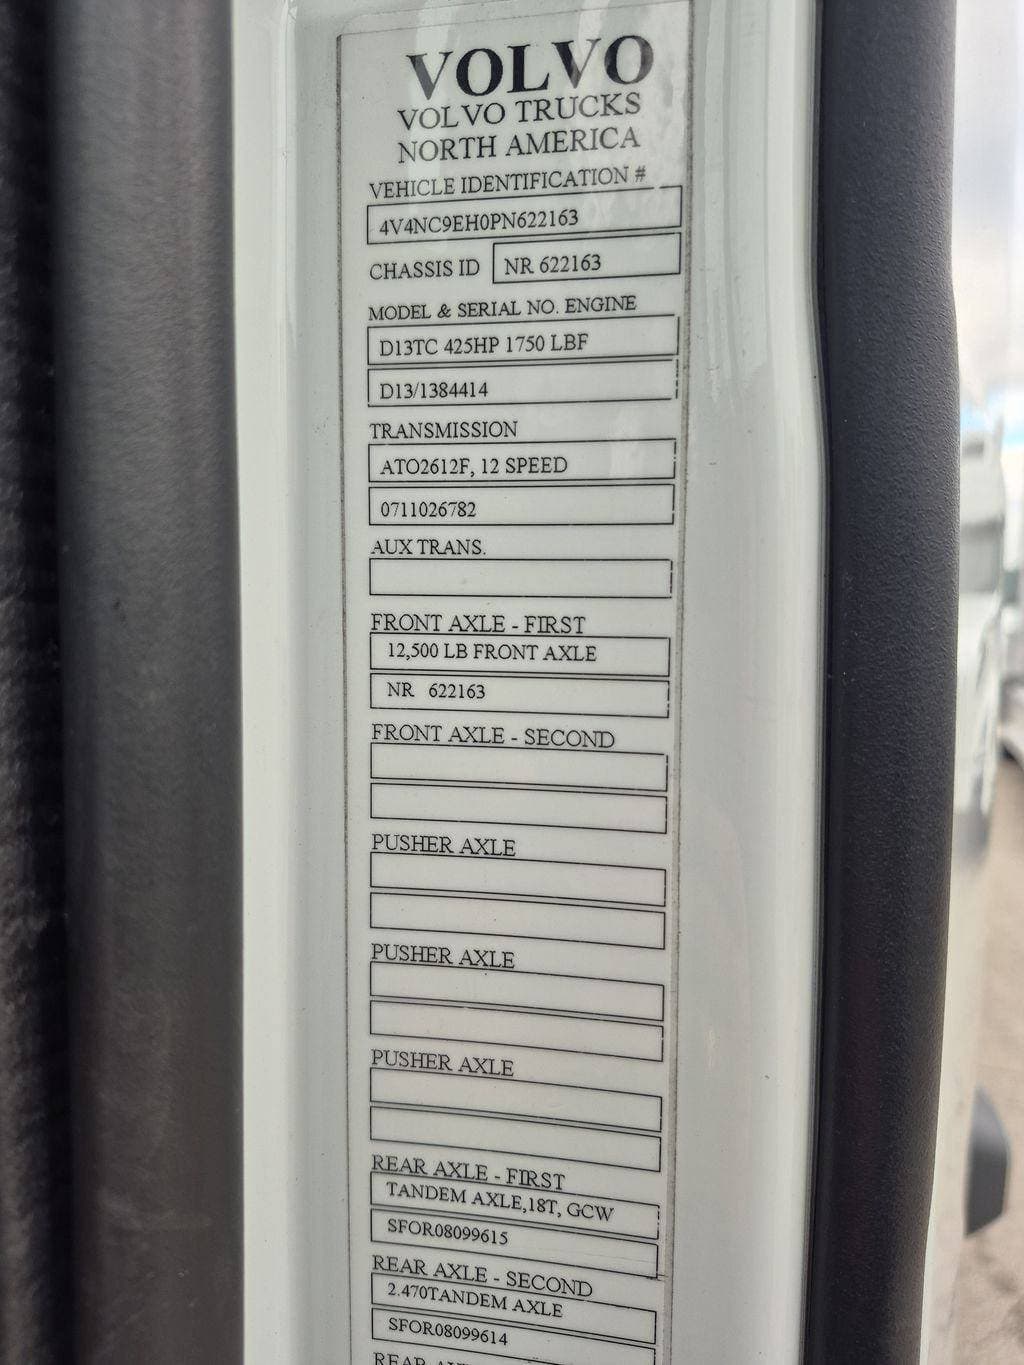 VOLVO
VOLVO TRUCKS
NORTH AMERICA
VEHICLE IDENTIFICATION #
4V4NC9EH0PN622163
CHASSIS ID NR 622163
MODEL & SERIAL NO. ENGINE
D13TC 425HP 1750 LBF
D13/1384414
TRANSMISSION
ATO2612F, 12 SPEED
0711026782
AUX TRANS.
FRONT AXLE - FIRST
12,500 LB FRONT AXLE
NR 622163
FRONT AXLE - SECOND
PUSHER AXLE
PUSHER AXLE
PUSHER AXLE
REAR AXLE - FIRST
TANDEM AXLE,18T, GCW
SFOR08099615
REAR AXLE - SECOND
2.470TANDEM AXLE
SFOR08099614
REAR